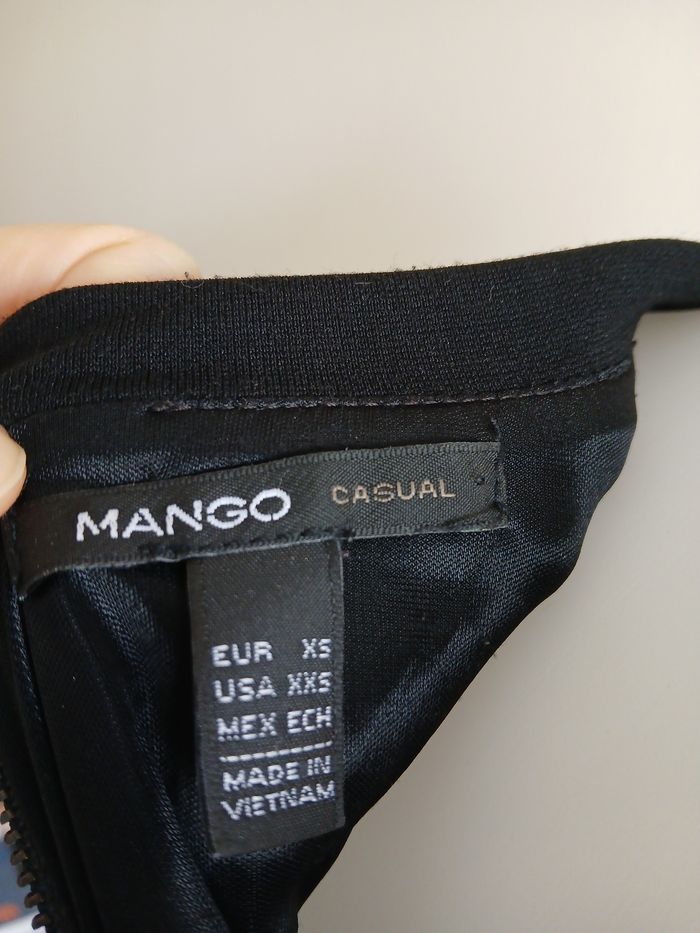 MANGO CASUAL
EUR XS
USA XXS
MEX ECH
MADE IN
VIETNAM